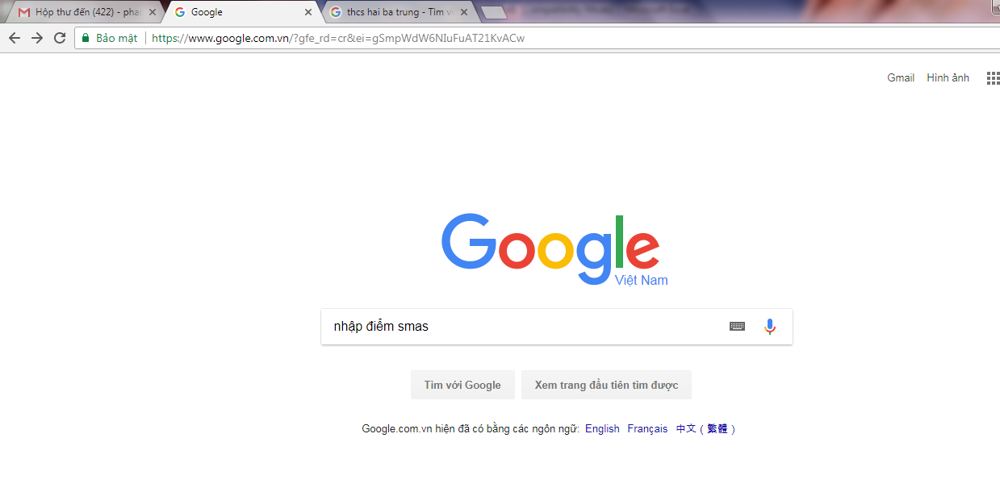 Hộp thư đến (422) - pha
Google
thcs hai ba trung - Tìm v
Bảo mật
https://www.google.com.vn/?gfe_rd=cr&ei=gSmpWdW6NIuFuAT21KvACw
Gmail Hình ảnh
Google
Việt Nam
nhập điểm smas
Tìm với Google
Xem trang đầu tiên tìm được
Google.com.vn hiện đã có bằng các ngôn ngữ: English Français 中文 ( 繁體 )